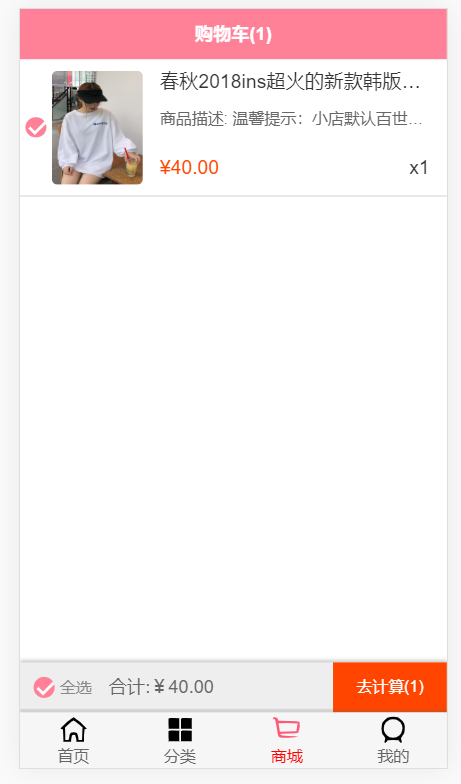 购物车(1)
春秋2018ins超火的新款韩版…
商品描述: 温馨提示：小店默认百世…
¥40.00
x1
全选
合计:￥40.00
去计算(1)
首页
分类
商城
我的